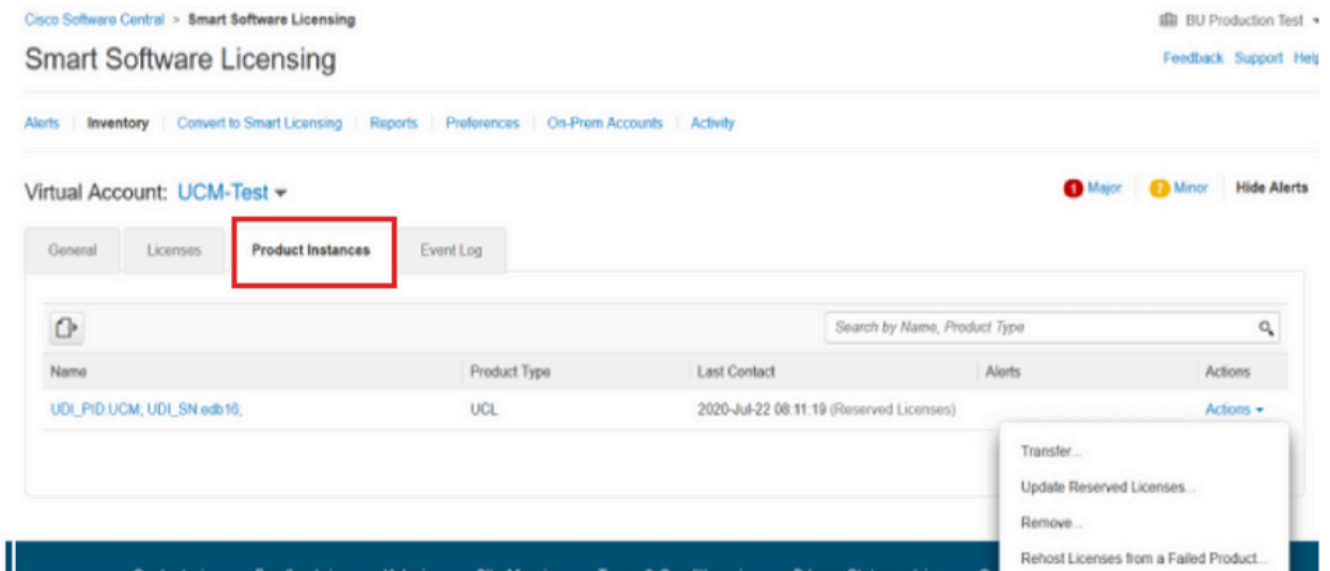 Cisco Software Central > Smart Software Licensing
BU Production Test
Smart Software Licensing
Feedback Support Help
Alerts Inventory Convert to Smart Licensing Reports Preferences On-Prem Accounts Activity
Virtual Account: UCM-Test
1 Major 7 Minor Hide Alerts
General Licenses Product Instances Event Log
Search by Name, Product Type
Name Product Type Last Contact Alerts Actions
UDI_PID:UCM; UDI_SN:edb16; UCL 2020-Jul-22 08:11:19 (Reserved Licenses) Actions
Transfer...
Update Reserved Licenses...
Remove...
Rehost Licenses from a Failed Product...